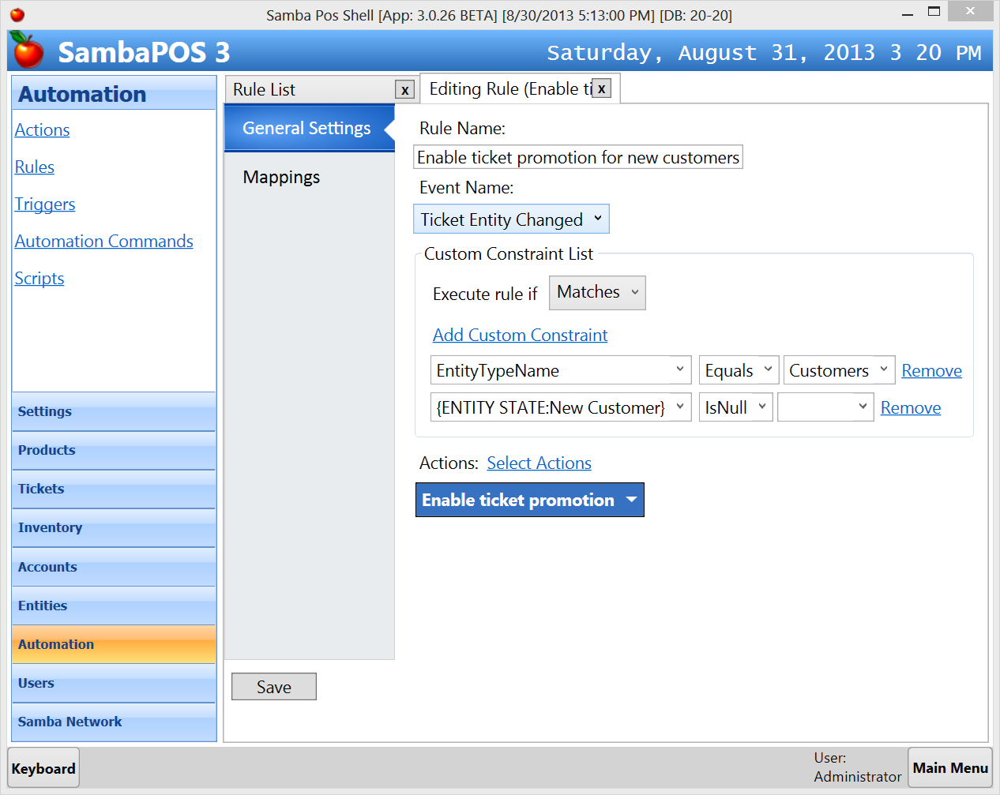 Samba Pos Shell [App: 3.0.26 BETA] [8/30/2013 5:13:00 PM] [DB: 20-20]
SambaPOS 3
Saturday, August 31, 2013 3 20 PM
Automation
Actions
Rules
Triggers
Automation Commands
Scripts
Settings
Products
Tickets
Inventory
Accounts
Entities
Automation
Users
Samba Network
Rule List x
Editing Rule (Enable ti x
General Settings
Mappings
Rule Name:
Enable ticket promotion for new customers
Event Name:
Ticket Entity Changed
Custom Constraint List
Execute rule if Matches
Add Custom Constraint
EntityTypeName Equals Customers Remove
{ENTITY STATE:New Customer} IsNull Remove
Actions: Select Actions
Enable ticket promotion
Save
Keyboard
User:
Administrator
Main Menu